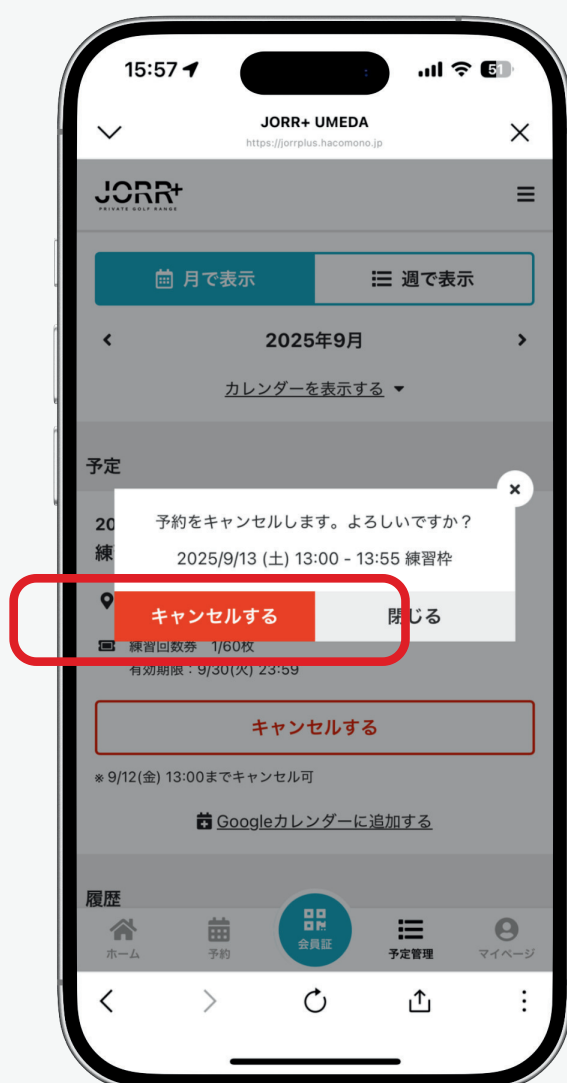 15:57
51
JORR+ UMEDA
https://jorrplus.hacomono.jp
JORR+
PRIVATE GOLF RANGE
月で表示
週で表示
2025年9月
カレンダーを表示する
予定
20
練
予約をキャンセルします。よろしいですか？
2025/9/13 (土) 13:00 - 13:55 練習枠
キャンセルする
閉じる
練習回数券 1/60枚
有効期限：9/30(火) 23:59
キャンセルする
※ 9/12(金) 13:00までキャンセル可
Googleカレンダーに追加する
履歴
ホーム
予約
会員証
予定管理
マイページ